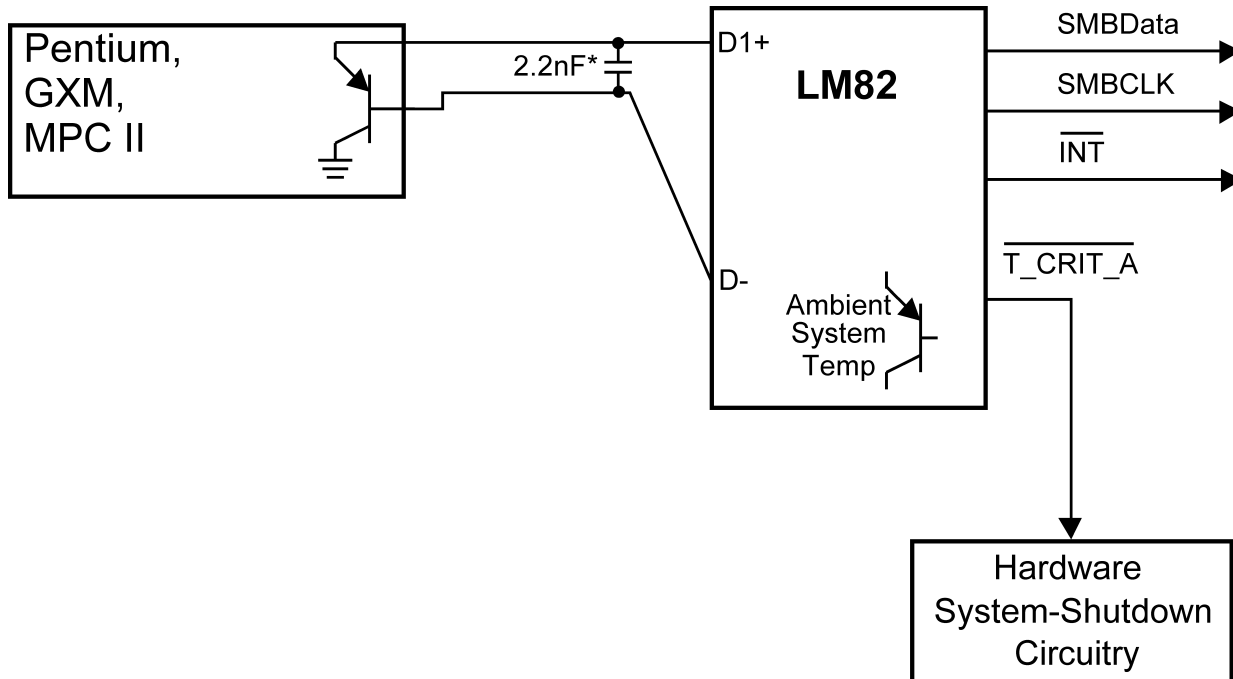 Pentium,
GXM,
MPC II
2.2nF*
D1+
LM82
D-
Ambient
System
Temp
SMBData
SMBCLK
INT
T_CRIT_A
Hardware
System-Shutdown
Circuitry